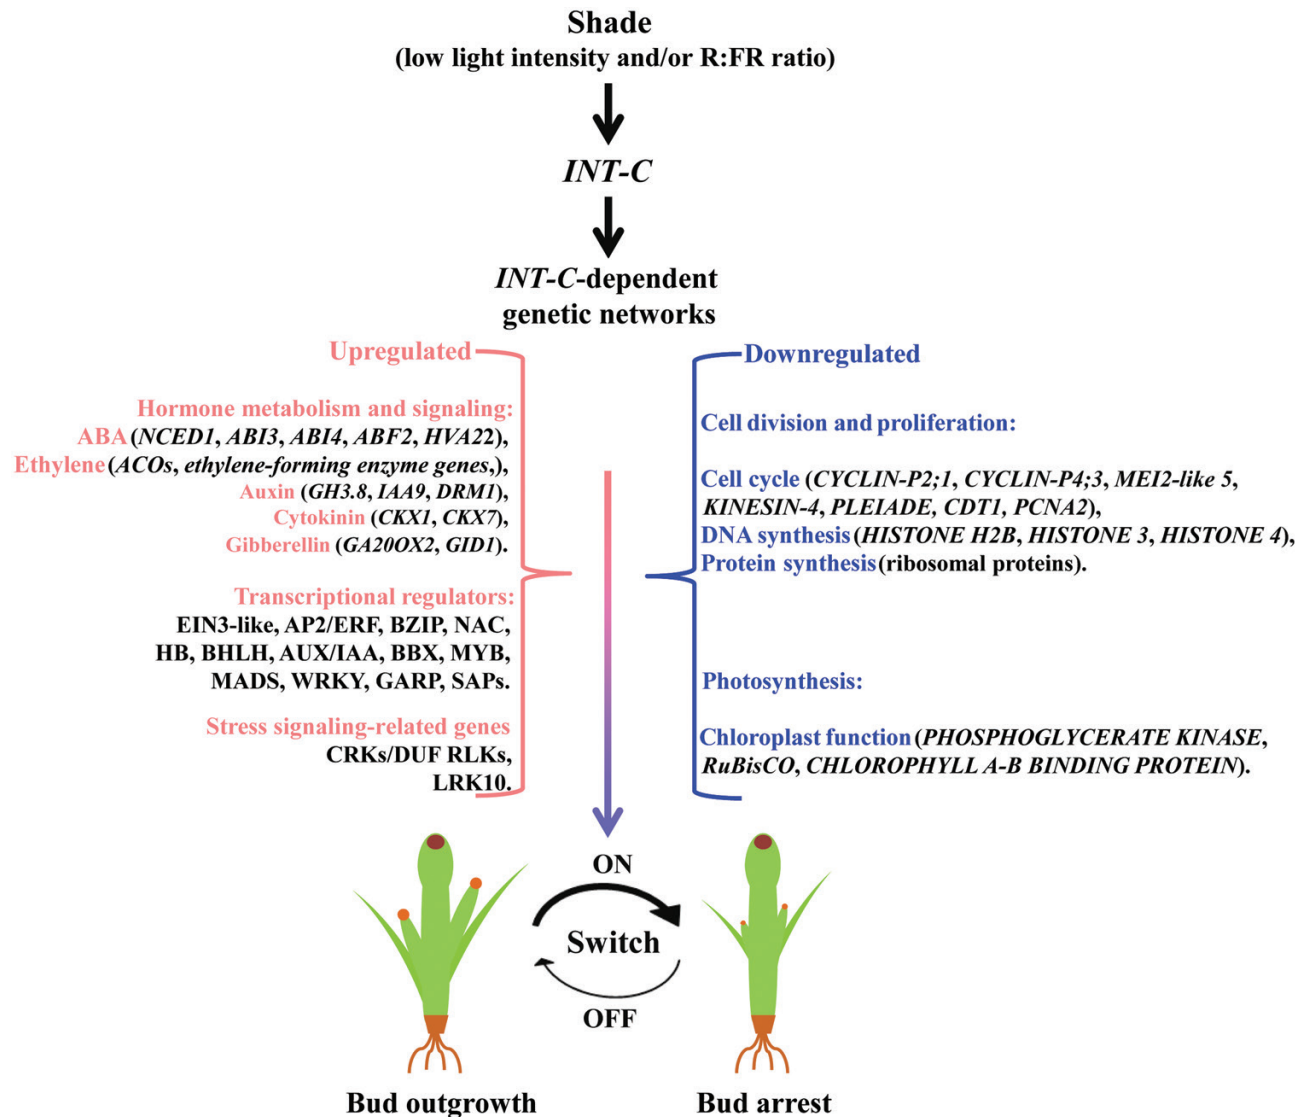 Shade
(low light intensity and/or R:FR ratio)
INT-C
INT-C-dependent
genetic networks
Upregulated
Hormone metabolism and signaling:
ABA (NCED1, ABI3, ABI4, ABF2, HVA22),
Ethylene (ACOs, ethylene-forming enzyme genes,),
Auxin (GH3.8, IAA9, DRM1),
Cytokinin (CKX1, CKX7),
Gibberellin (GA20OX2, GID1).
Transcriptional regulators:
EIN3-like, AP2/ERF, BZIP, NAC,
HB, BHLH, AUX/IAA, BBX, MYB,
MADS, WRKY, GARP, SAPs.
Stress signaling-related genes
CRKs/DUF RLKs,
LRK10.
Downregulated
Cell division and proliferation:
Cell cycle (CYCLIN-P2;1, CYCLIN-P4;3, MEI2-like 5,
KINESIN-4, PLEIADE, CDT1, PCNA2),
DNA synthesis (HISTONE H2B, HISTONE 3, HISTONE 4),
Protein synthesis (ribosomal proteins).
Photosynthesis:
Chloroplast function (PHOSPHOGLYCERATE KINASE,
RuBisCO, CHLOROPHYLL A-B BINDING PROTEIN).
ON
Switch
OFF
Bud outgrowth
Bud arrest